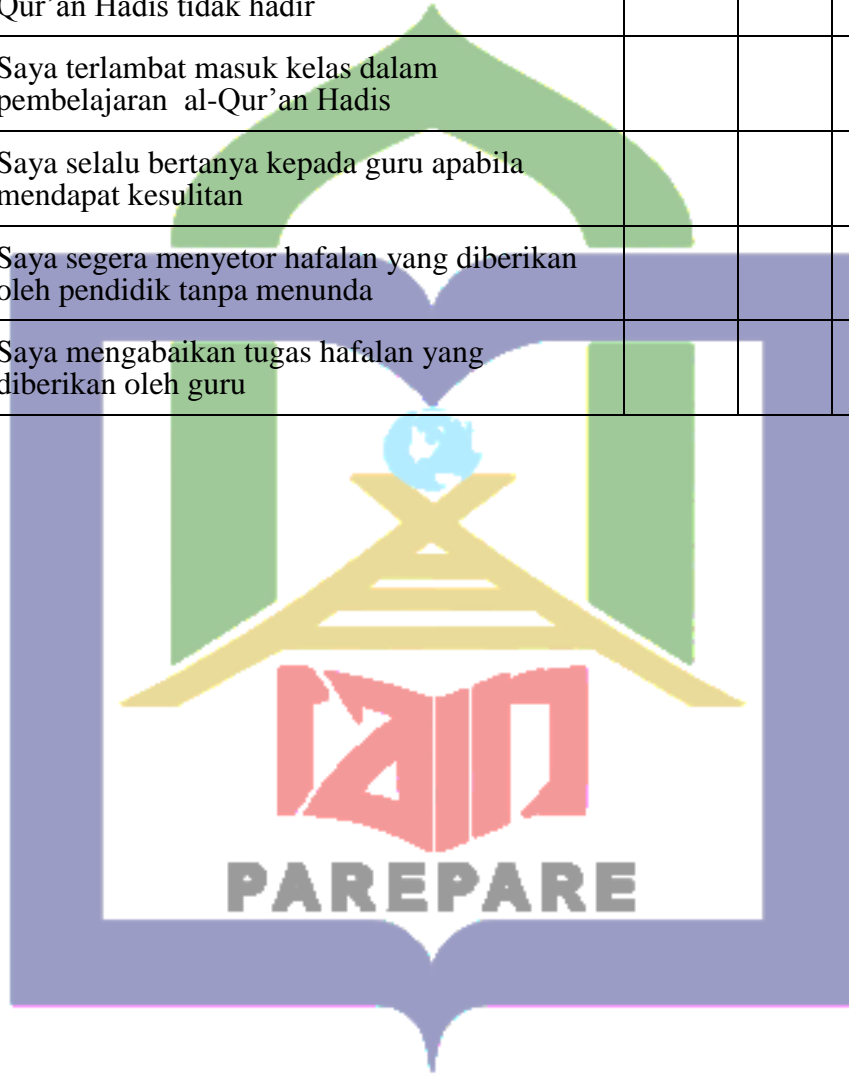 Qur’an Hadis tidak hadir
Saya terlambat masuk kelas dalam
pembelajaran al-Qur’an Hadis
Saya selalu bertanya kepada guru apabila
mendapat kesulitan
Saya segera menyetor hafalan yang diberikan
oleh pendidik tanpa menunda
Saya mengabaikan tugas hafalan yang
diberikan oleh guru
iain
PAREPARE